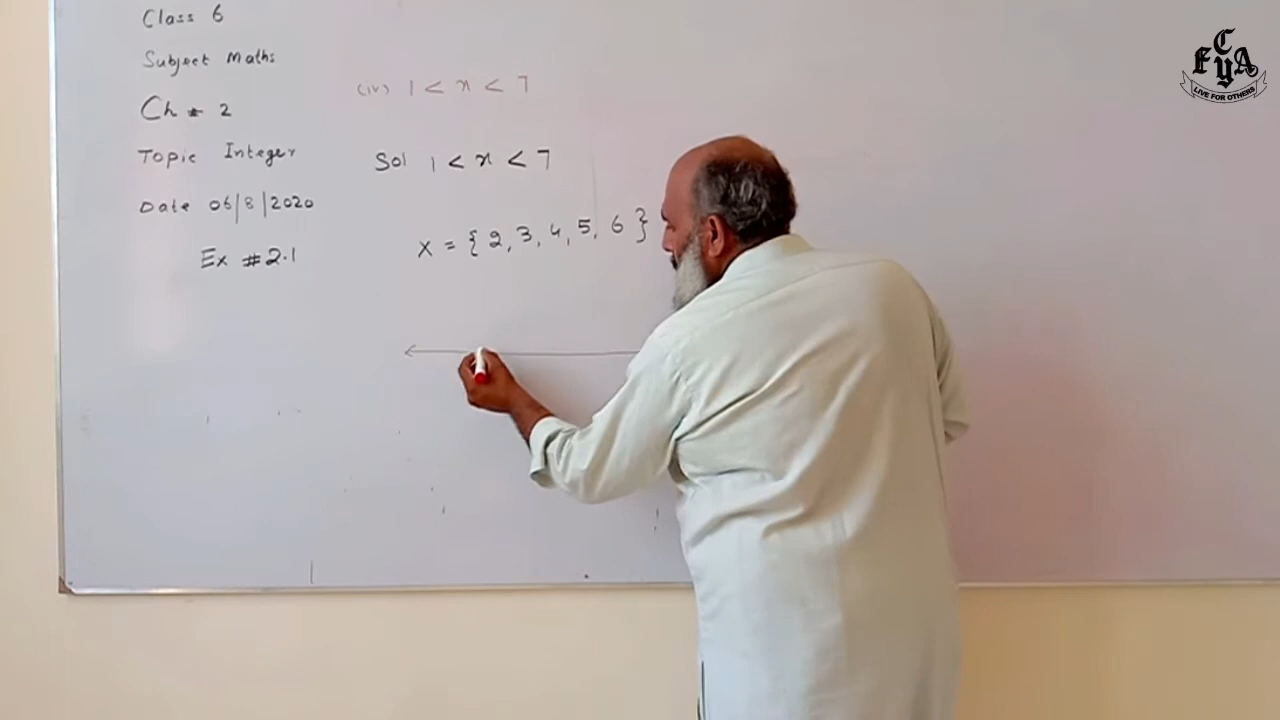 Class 6
Subject Maths
Ch # 2
Topic Integer
Date 06/8/2020
Ex # 2.1
(iv) 1 < x < 7
Sol 1 < x < 7
X = { 2, 3, 4, 5, 6 }
ECYA
LIVE FOR OTHERS